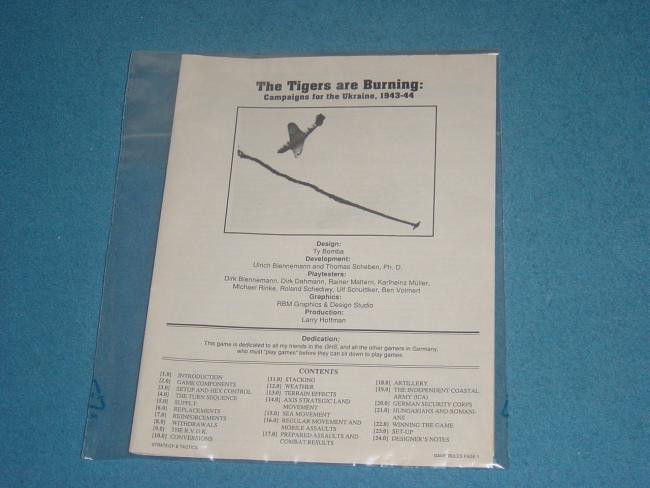 The Tigers are Burning:
Campaigns for the Ukraine, 1943-44
Design:
Ty Bomba
Development:
Ulrich Blennemann and Thomas Scheben, Ph. D.
Playtesters:
Dirk Blennemann, Dirk Dahmann, Rainer Mattern, Karlheinz Müller,
Michael Rinke, Roland Schediwy, Ulf Schuttker, Ben Volmert
Graphics:
RBM Graphics & Design Studio
Production:
Larry Hoffman
Dedication:
This game is dedicated to all my friends in the GHS, and all the other gamers in Germany,
who must "play games" before they can sit down to play games.
CONTENTS
[1.0] INTRODUCTION
[2.0] GAME COMPONENTS
[3.0] SETUP AND HEX CONTROL
[4.0] THE TURN SEQUENCE
[5.0] SUPPLY
[6.0] REPLACEMENTS
[7.0] REINFORCEMENTS
[8.0] WITHDRAWALS
[9.0] THE R.V.G.K.
[10.0] CONVERSIONS
[11.0] STACKING
[12.0] WEATHER
[13.0] TERRAIN EFFECTS
[14.0] AXIS STRATEGIC LAND
MOVEMENT
[15.0] SEA MOVEMENT
[16.0] REGULAR MOVEMENT AND
MOBILE ASSAULTS
[17.0] PREPARED ASSAULTS AND
COMBAT RESULTS
[18.0] ARTILLERY
[19.0] THE INDEPENDENT COASTAL
ARMY (ICA)
[20.0] GERMAN SECURITY CORPS
[21.0] HUNGARIANS AND ROMANI-
ANS
[22.0] WINNING THE GAME
[23.0] SET-UP
[24.0] DESIGNER'S NOTES
STRATEGY & TACTICS
GAME RULES PAGE 1